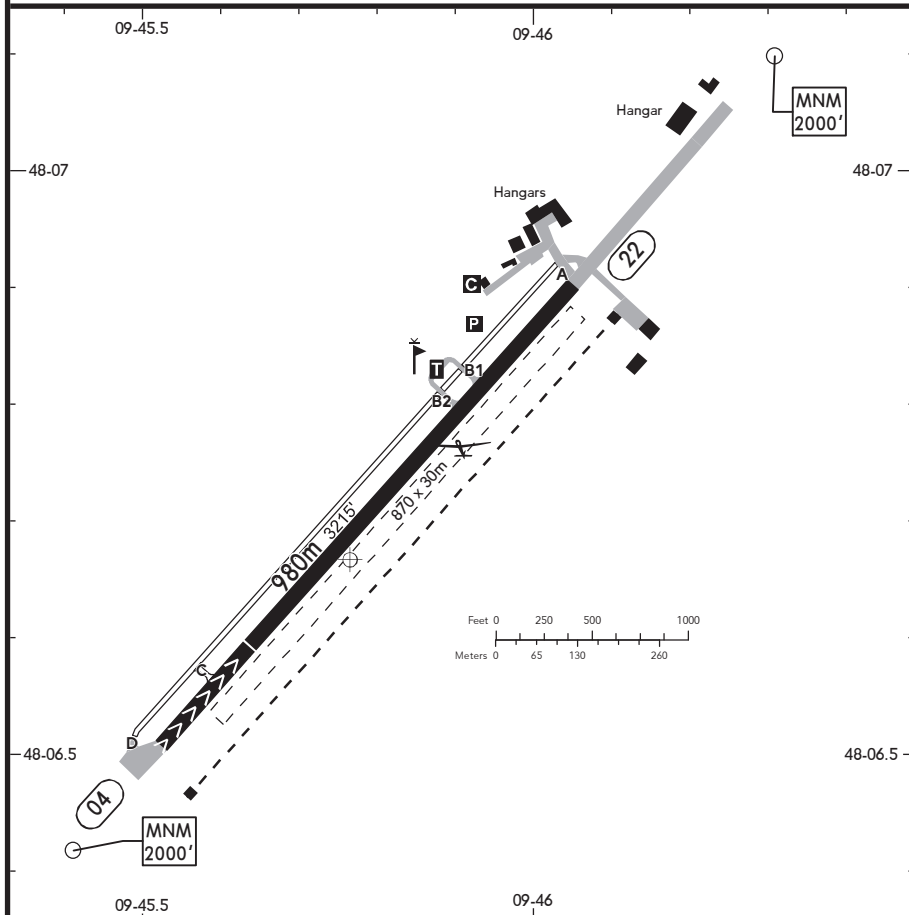 09-45.5
09-46
MNM
2000'
Hangar
48-07
48-07
Hangars
22
A
C
P
T
B1
B2
870 x 30m
3215'
980m
Feet 0 250 500 1000
Meters 0 65 130 260
C
D
48-06.5
48-06.5
04
MNM
2000'
09-45.5
09-46